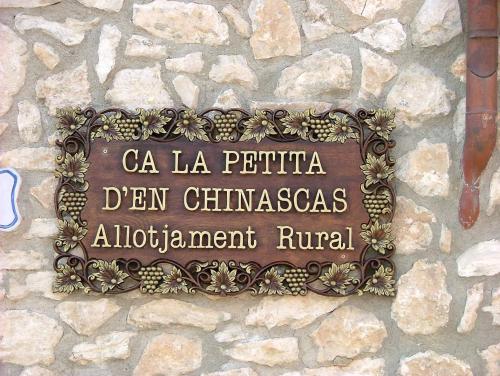 CA LA PETITA
D'EN CHINASCAS
Allotjament Rural